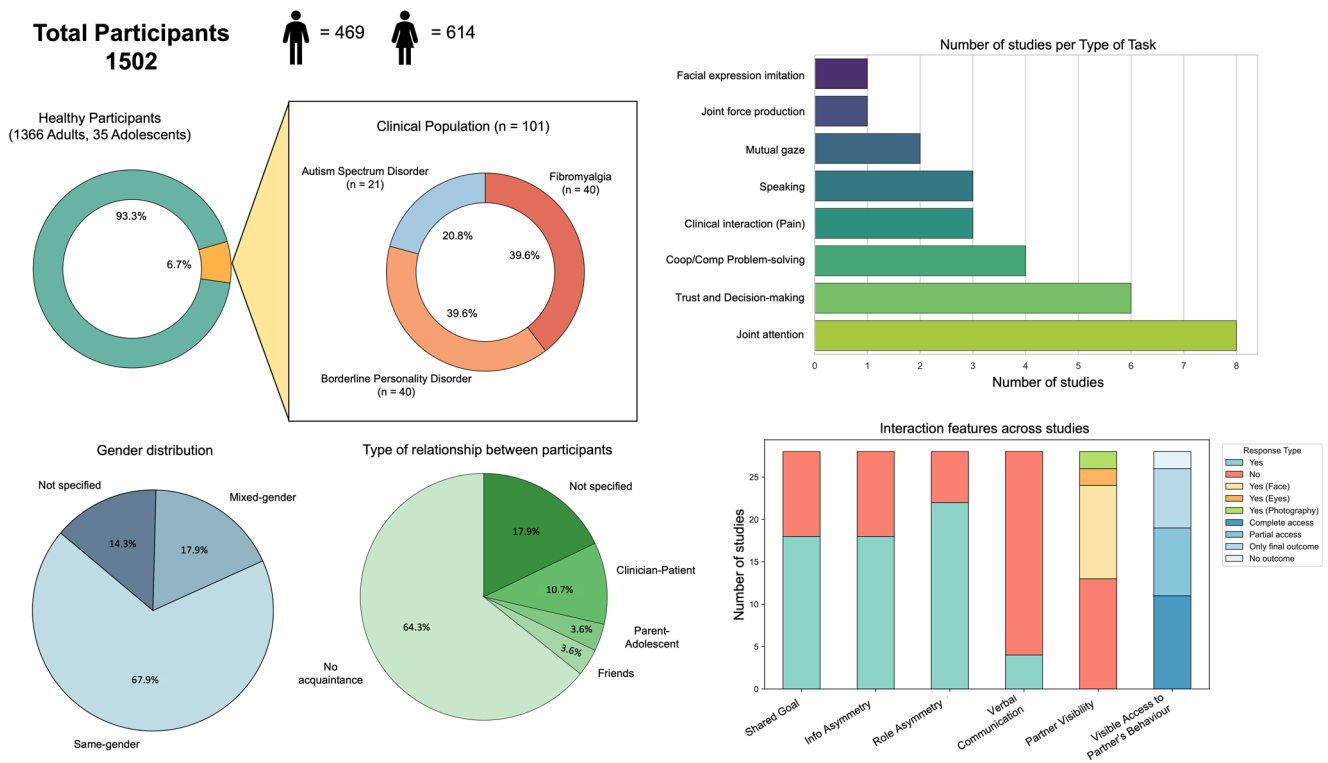 Total Participants
1502
= 469
= 614
Healthy Participants
(1366 Adults, 35 Adolescents)
93.3%
6.7%
Clinical Population (n = 101)
Autism Spectrum Disorder
(n = 21)
Fibromyalgia
(n = 40)
20.8%
39.6%
39.6%
Borderline Personality Disorder
(n = 40)
Number of studies per Type of Task
Facial expression imitation
Joint force production
Mutual gaze
Speaking
Clinical interaction (Pain)
Coop/Comp Problem-solving
Trust and Decision-making
Joint attention
0 1 2 3 4 5 6 7 8
Number of studies
Gender distribution
Not specified
Mixed-gender
14.3%
17.9%
67.9%
Same-gender
Type of relationship between participants
Not specified
17.9%
Clinician-Patient
10.7%
3.6%
Parent-
Adolescent
3.6%
Friends
64.3%
No
acquaintance
Interaction features across studies
Number of studies
25
20
15
10
5
0
Shared Goal
Info Asymmetry
Role Asymmetry
Verbal
Communication
Partner Visibility
Visible Access to
Partner's Behaviour
Response Type
Yes
No
Yes (Face)
Yes (Eyes)
Yes (Photography)
Complete access
Partial access
Only final outcome
No outcome